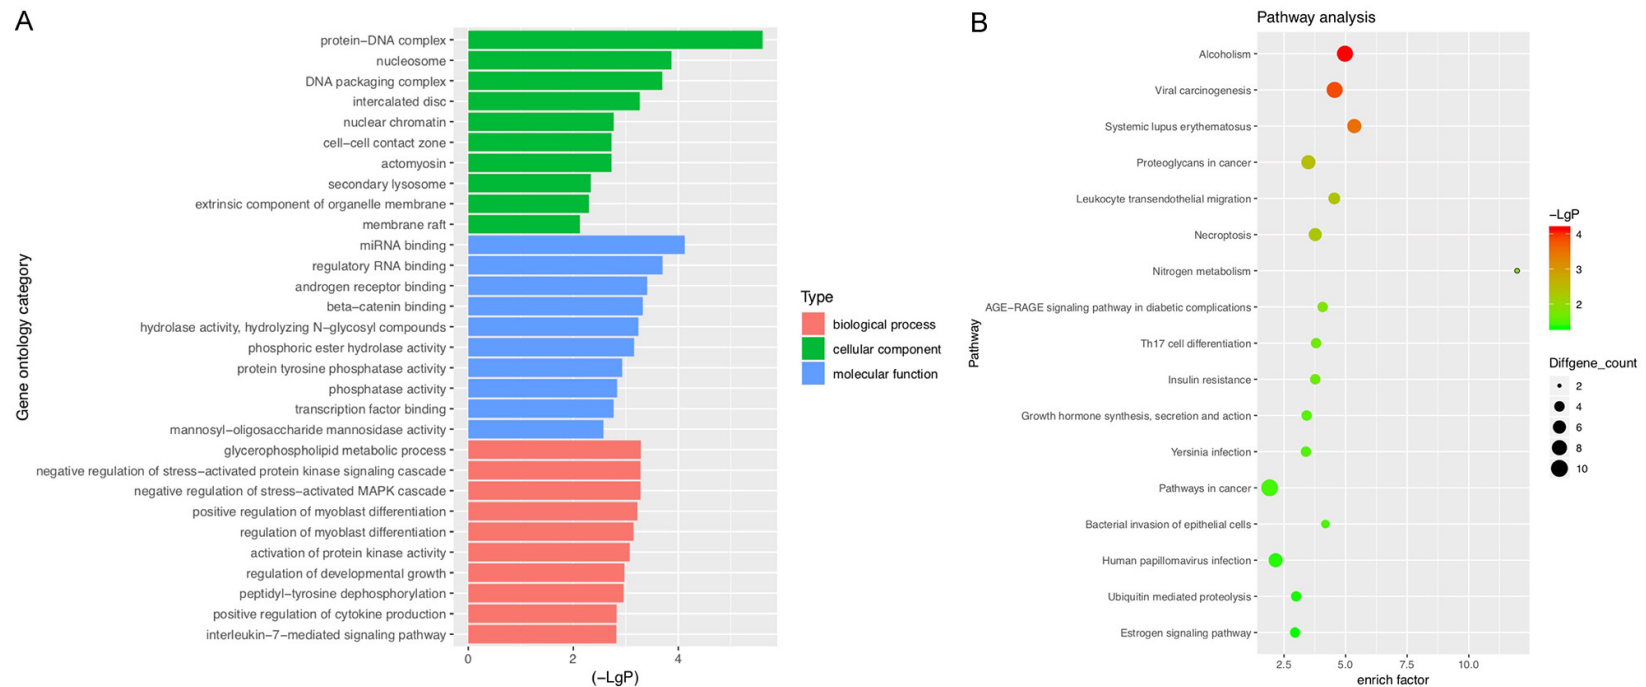 A
Gene ontology category
protein−DNA complex
nucleosome
DNA packaging complex
intercalated disc
nuclear chromatin
cell−cell contact zone
actomyosin
secondary lysosome
extrinsic component of organelle membrane
membrane raft
miRNA binding
regulatory RNA binding
androgen receptor binding
beta−catenin binding
hydrolase activity, hydrolyzing N−glycosyl compounds
phosphoric ester hydrolase activity
protein tyrosine phosphatase activity
phosphatase activity
transcription factor binding
mannosyl−oligosaccharide mannosidase activity
glycerophospholipid metabolic process
negative regulation of stress−activated protein kinase signaling cascade
negative regulation of stress−activated MAPK cascade
positive regulation of myoblast differentiation
regulation of myoblast differentiation
activation of protein kinase activity
regulation of developmental growth
peptidyl−tyrosine dephosphorylation
positive regulation of cytokine production
interleukin−7−mediated signaling pathway
0 2 4
(−LgP)
Type
biological process
cellular component
molecular function
B
Pathway analysis
Pathway
Alcoholism
Viral carcinogenesis
Systemic lupus erythematosus
Proteoglycans in cancer
Leukocyte transendothelial migration
Necroptosis
Nitrogen metabolism
AGE−RAGE signaling pathway in diabetic complications
Th17 cell differentiation
Insulin resistance
Growth hormone synthesis, secretion and action
Yersinia infection
Pathways in cancer
Bacterial invasion of epithelial cells
Human papillomavirus infection
Ubiquitin mediated proteolysis
Estrogen signaling pathway
2.5 5.0 7.5 10.0
enrich factor
−LgP
4
3
2
Diffgene_count
2
4
6
8
10